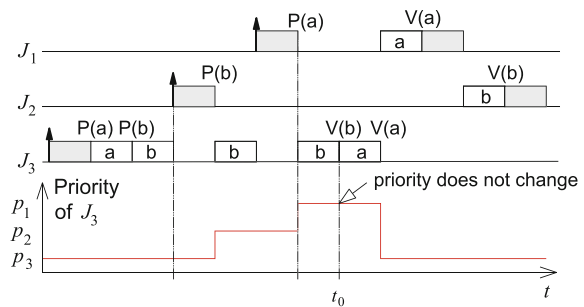 P(a) V(a)
J1 a
P(b) V(b)
J2 b
P(a) P(b) V(b) V(a)
J3 a b b b a
Priority of J3
priority does not change
p1
p2
p3
t0 t